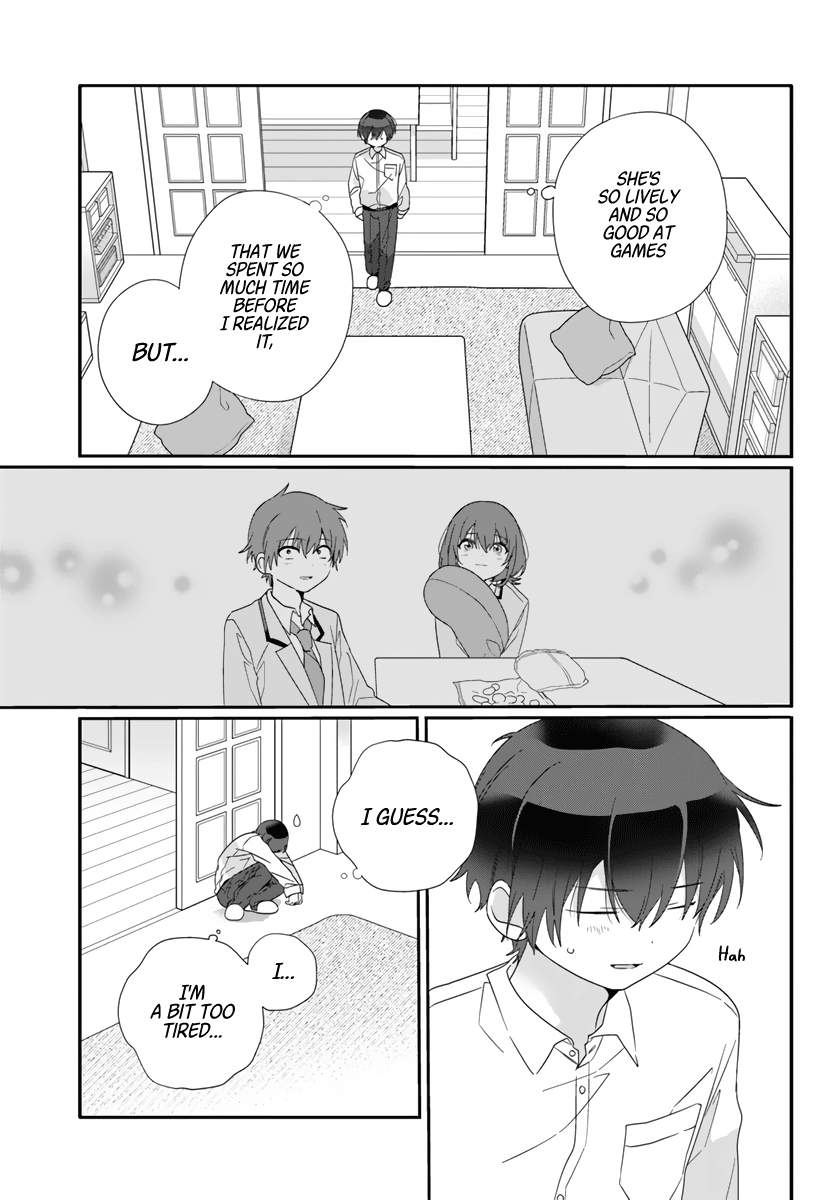 SHE'S
SO LIVELY
AND SO
GOOD AT
GAMES
THAT WE
SPENT SO
MUCH TIME
BEFORE
I REALIZED
IT,
BUT...
Hah
I GUESS...
I...
I'M
A BIT TOO
TIRED...